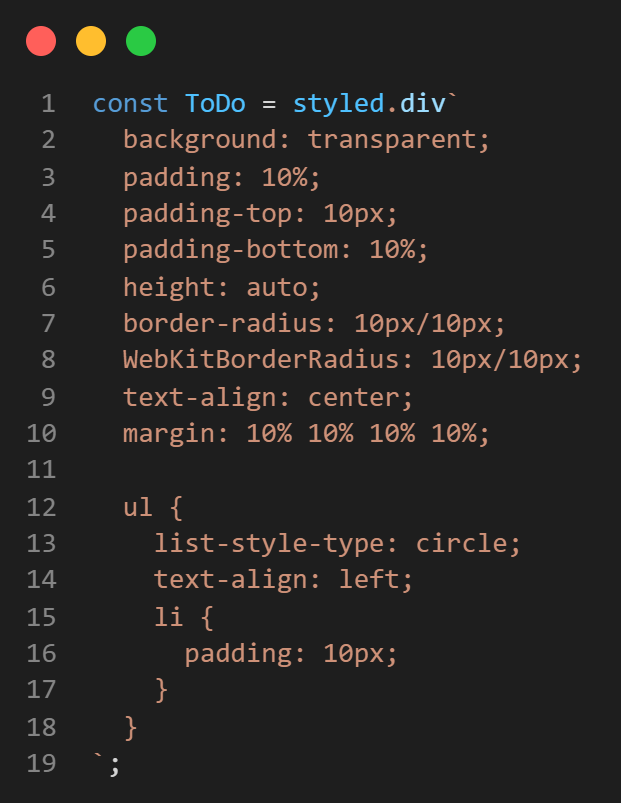 1 const ToDo = styled.div`
2   background: transparent;
3   padding: 10%;
4   padding-top: 10px;
5   padding-bottom: 10%;
6   height: auto;
7   border-radius: 10px/10px;
8   WebKitBorderRadius: 10px/10px;
9   text-align: center;
10   margin: 10% 10% 10% 10%;
11
12   ul {
13     list-style-type: circle;
14     text-align: left;
15     li {
16       padding: 10px;
17     }
18   }
19 `;